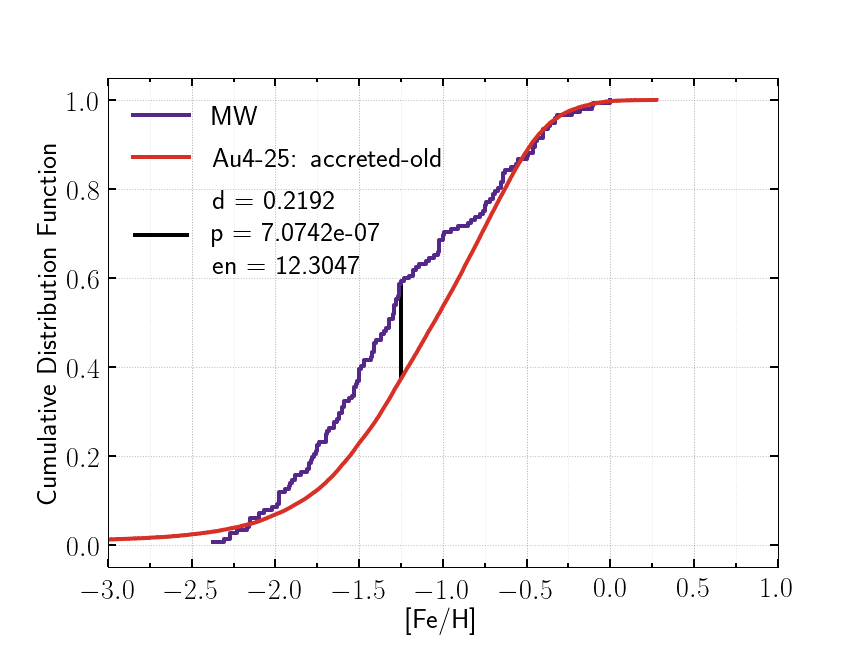 MW
Au4-25: accreted-old
d = 0.2192
p = 7.0742e-07
en = 12.3047
Cumulative Distribution Function
1.0
0.8
0.6
0.4
0.2
0.0
−3.0 −2.5 −2.0 −1.5 −1.0 −0.5 0.0 0.5 1.0
[Fe/H]